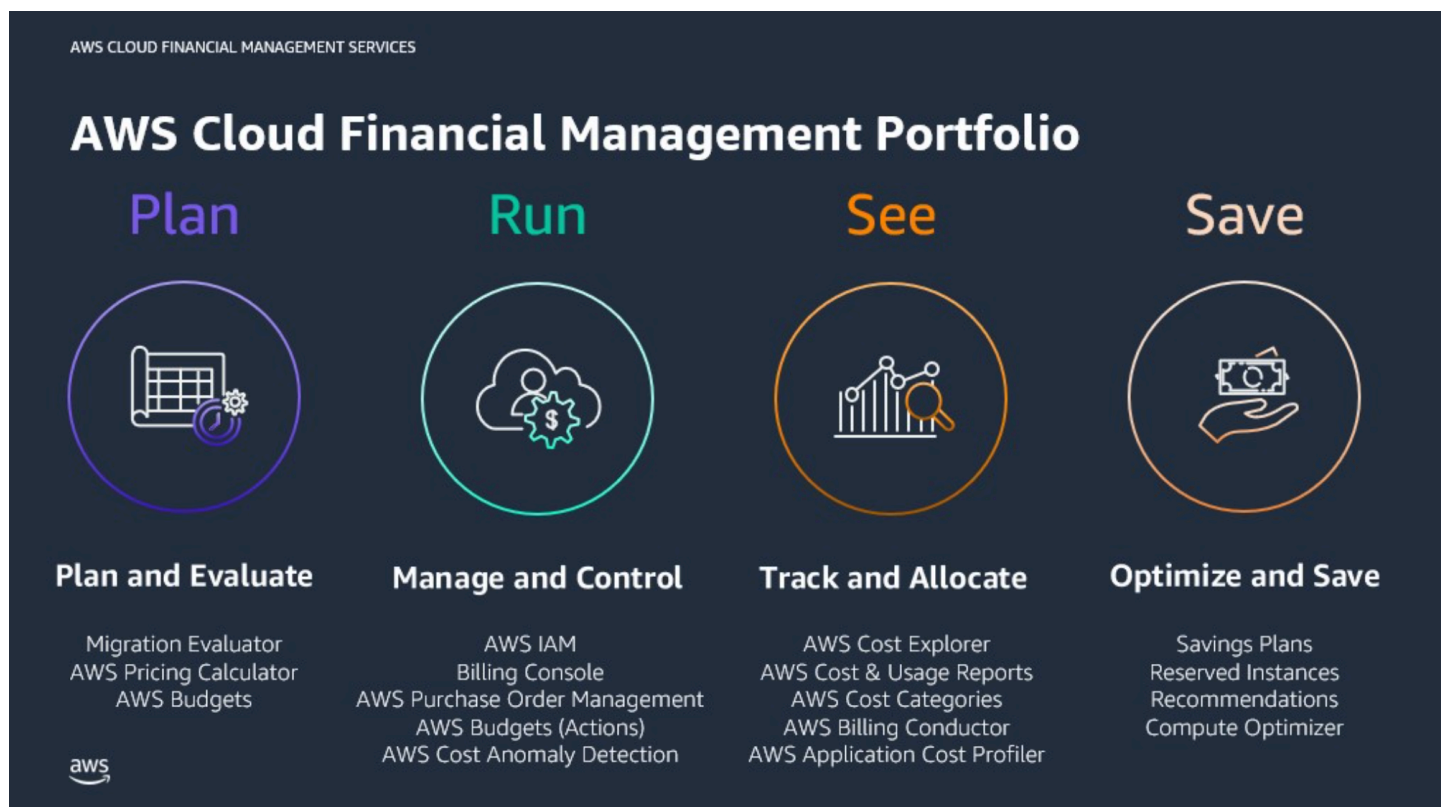 AWS CLOUD FINANCIAL MANAGEMENT SERVICES
AWS Cloud Financial Management Portfolio
Plan
Run
See
Save
$
Plan and Evaluate
Manage and Control
Track and Allocate
Optimize and Save
Migration Evaluator
AWS Pricing Calculator
AWS Budgets
AWS IAM
Billing Console
AWS Purchase Order Management
AWS Budgets (Actions)
AWS Cost Anomaly Detection
AWS Cost Explorer
AWS Cost & Usage Reports
AWS Cost Categories
AWS Billing Conductor
AWS Application Cost Profiler
Savings Plans
Reserved Instances
Recommendations
Compute Optimizer
aws